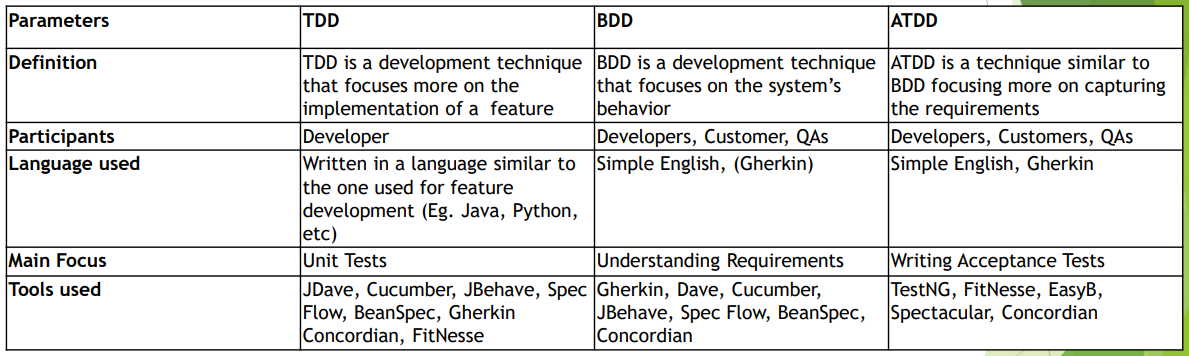 Parameters TDD BDD ATDD
Definition TDD is a development technique BDD is a development technique ATDD is a technique similar to
that focuses more on the that focuses on the system's BDD focusing more on capturing
implementation of a feature behavior the requirements
Participants Developer Developers, Customer, QAs Developers, Customers, QAs
Language used Written in a language similar to Simple English, (Gherkin) Simple English, Gherkin
the one used for feature
development (Eg. Java, Python,
etc)
Main Focus Unit Tests Understanding Requirements Writing Acceptance Tests
Tools used JDave, Cucumber, JBehave, Spec Gherkin, Dave, Cucumber, TestNG, FitNesse, EasyB,
Flow, BeanSpec, Gherkin JBehave, Spec Flow, BeanSpec, Spectacular, Concordian
Concordian, FitNesse Concordian